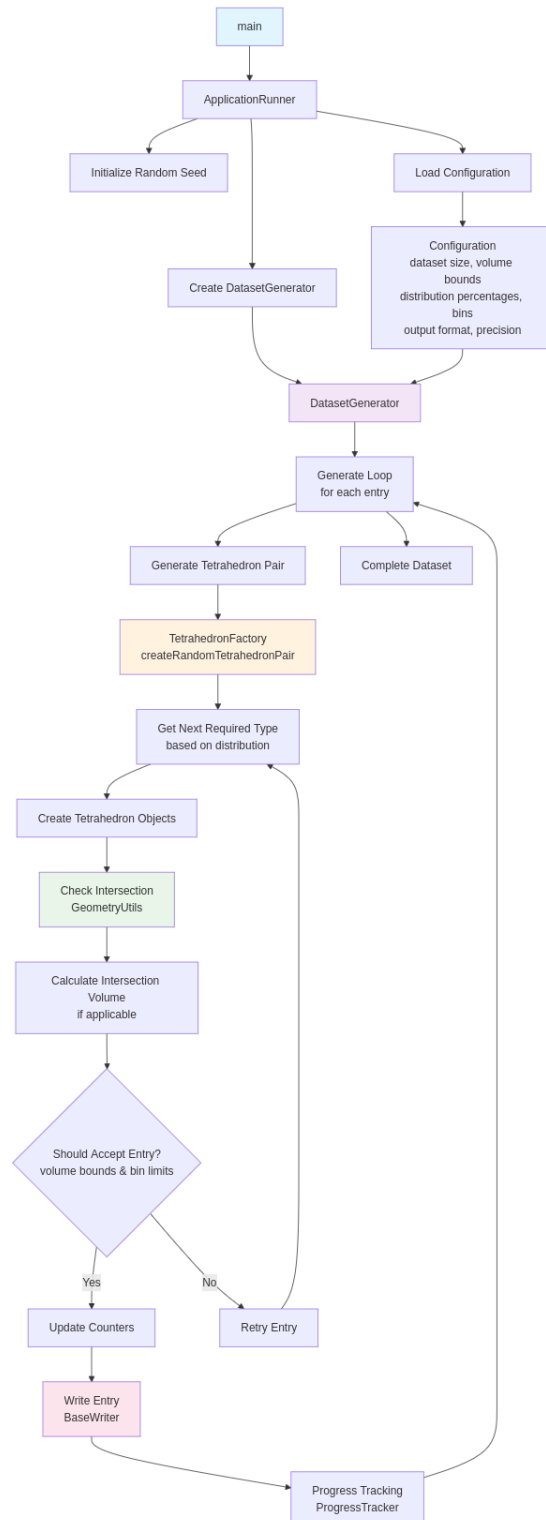 main
ApplicationRunner
Initialize Random Seed
Load Configuration
Configuration
dataset size, volume
bounds
distribution percentages,
bins
output format, precision
Create DatasetGenerator
DatasetGenerator
Generate Loop
for each entry
Generate Tetrahedron Pair
Complete Dataset
TetrahedronFactory
createRandomTetrahedronPair
Get Next Required Type
based on distribution
Create Tetrahedron Objects
Check Intersection
GeometryUtils
Calculate Intersection
Volume
if applicable
Should Accept Entry?
volume bounds & bin limits
Yes
No
Update Counters
Retry Entry
Write Entry
BaseWriter
Progress Tracking
ProgressTracker